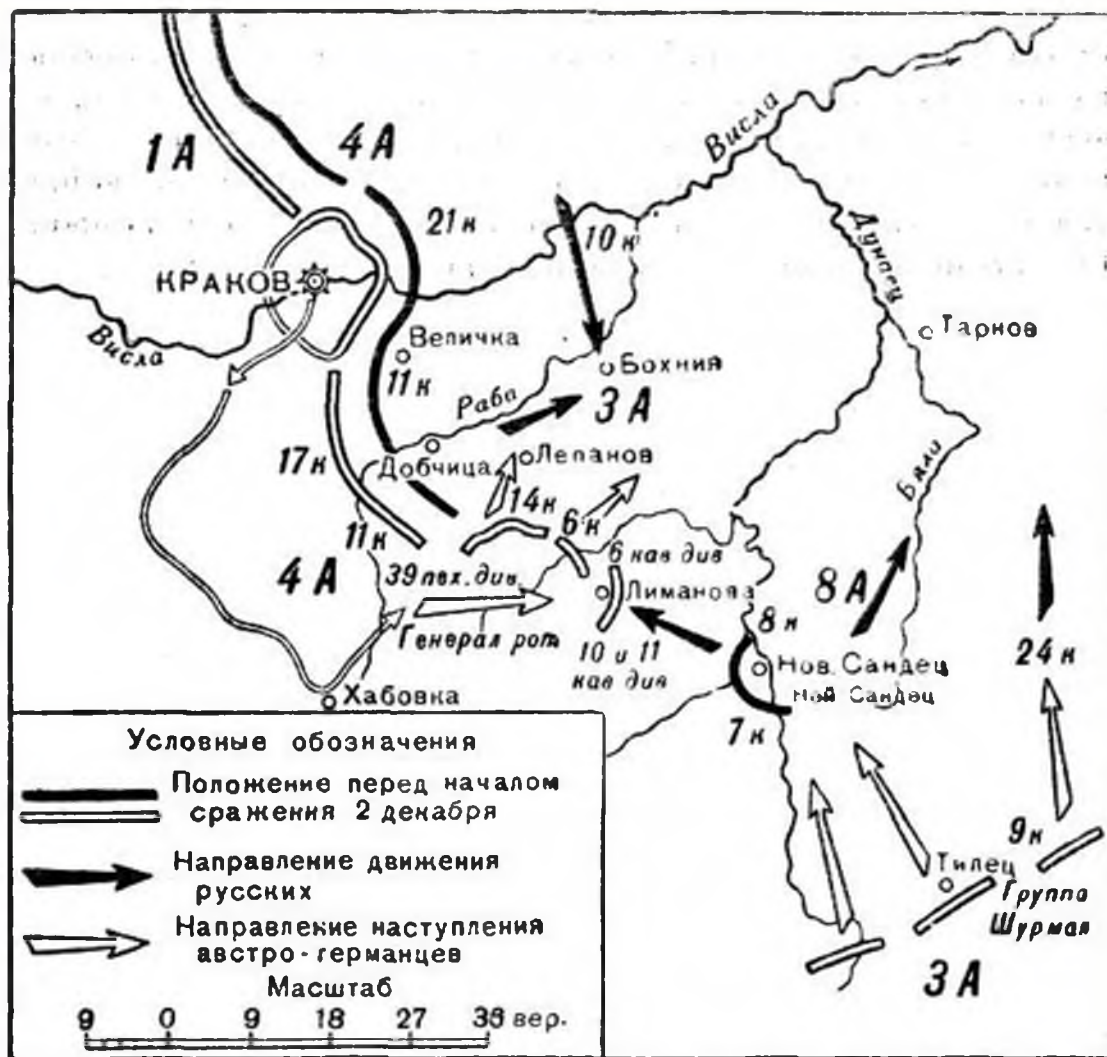 Висла
1 А
4 А
21 к
10 к
Дунаец
КРАКОВ
Висла
Величка
Тарнов
11 к
Бохния
Раба
3 А
17 к
Добчица
Лепанов
Бяли
14 к
6 к
11 к
6 кав див
4 А
39 пех. див.
Лиманова
8 А
Генерал рот
8 к
10 и 11
кав див
24 к
Нов. Сандец
Ной Сандец
Хабовка
7 к
9 к
Тилец
Группа
Шурмая
3 А
Условные обозначения
Положение перед началом
сражения 2 декабря
Направление движения
русских
Направление наступления
австро-германцев
Масштаб
9 0 9 18 27 36 вер.